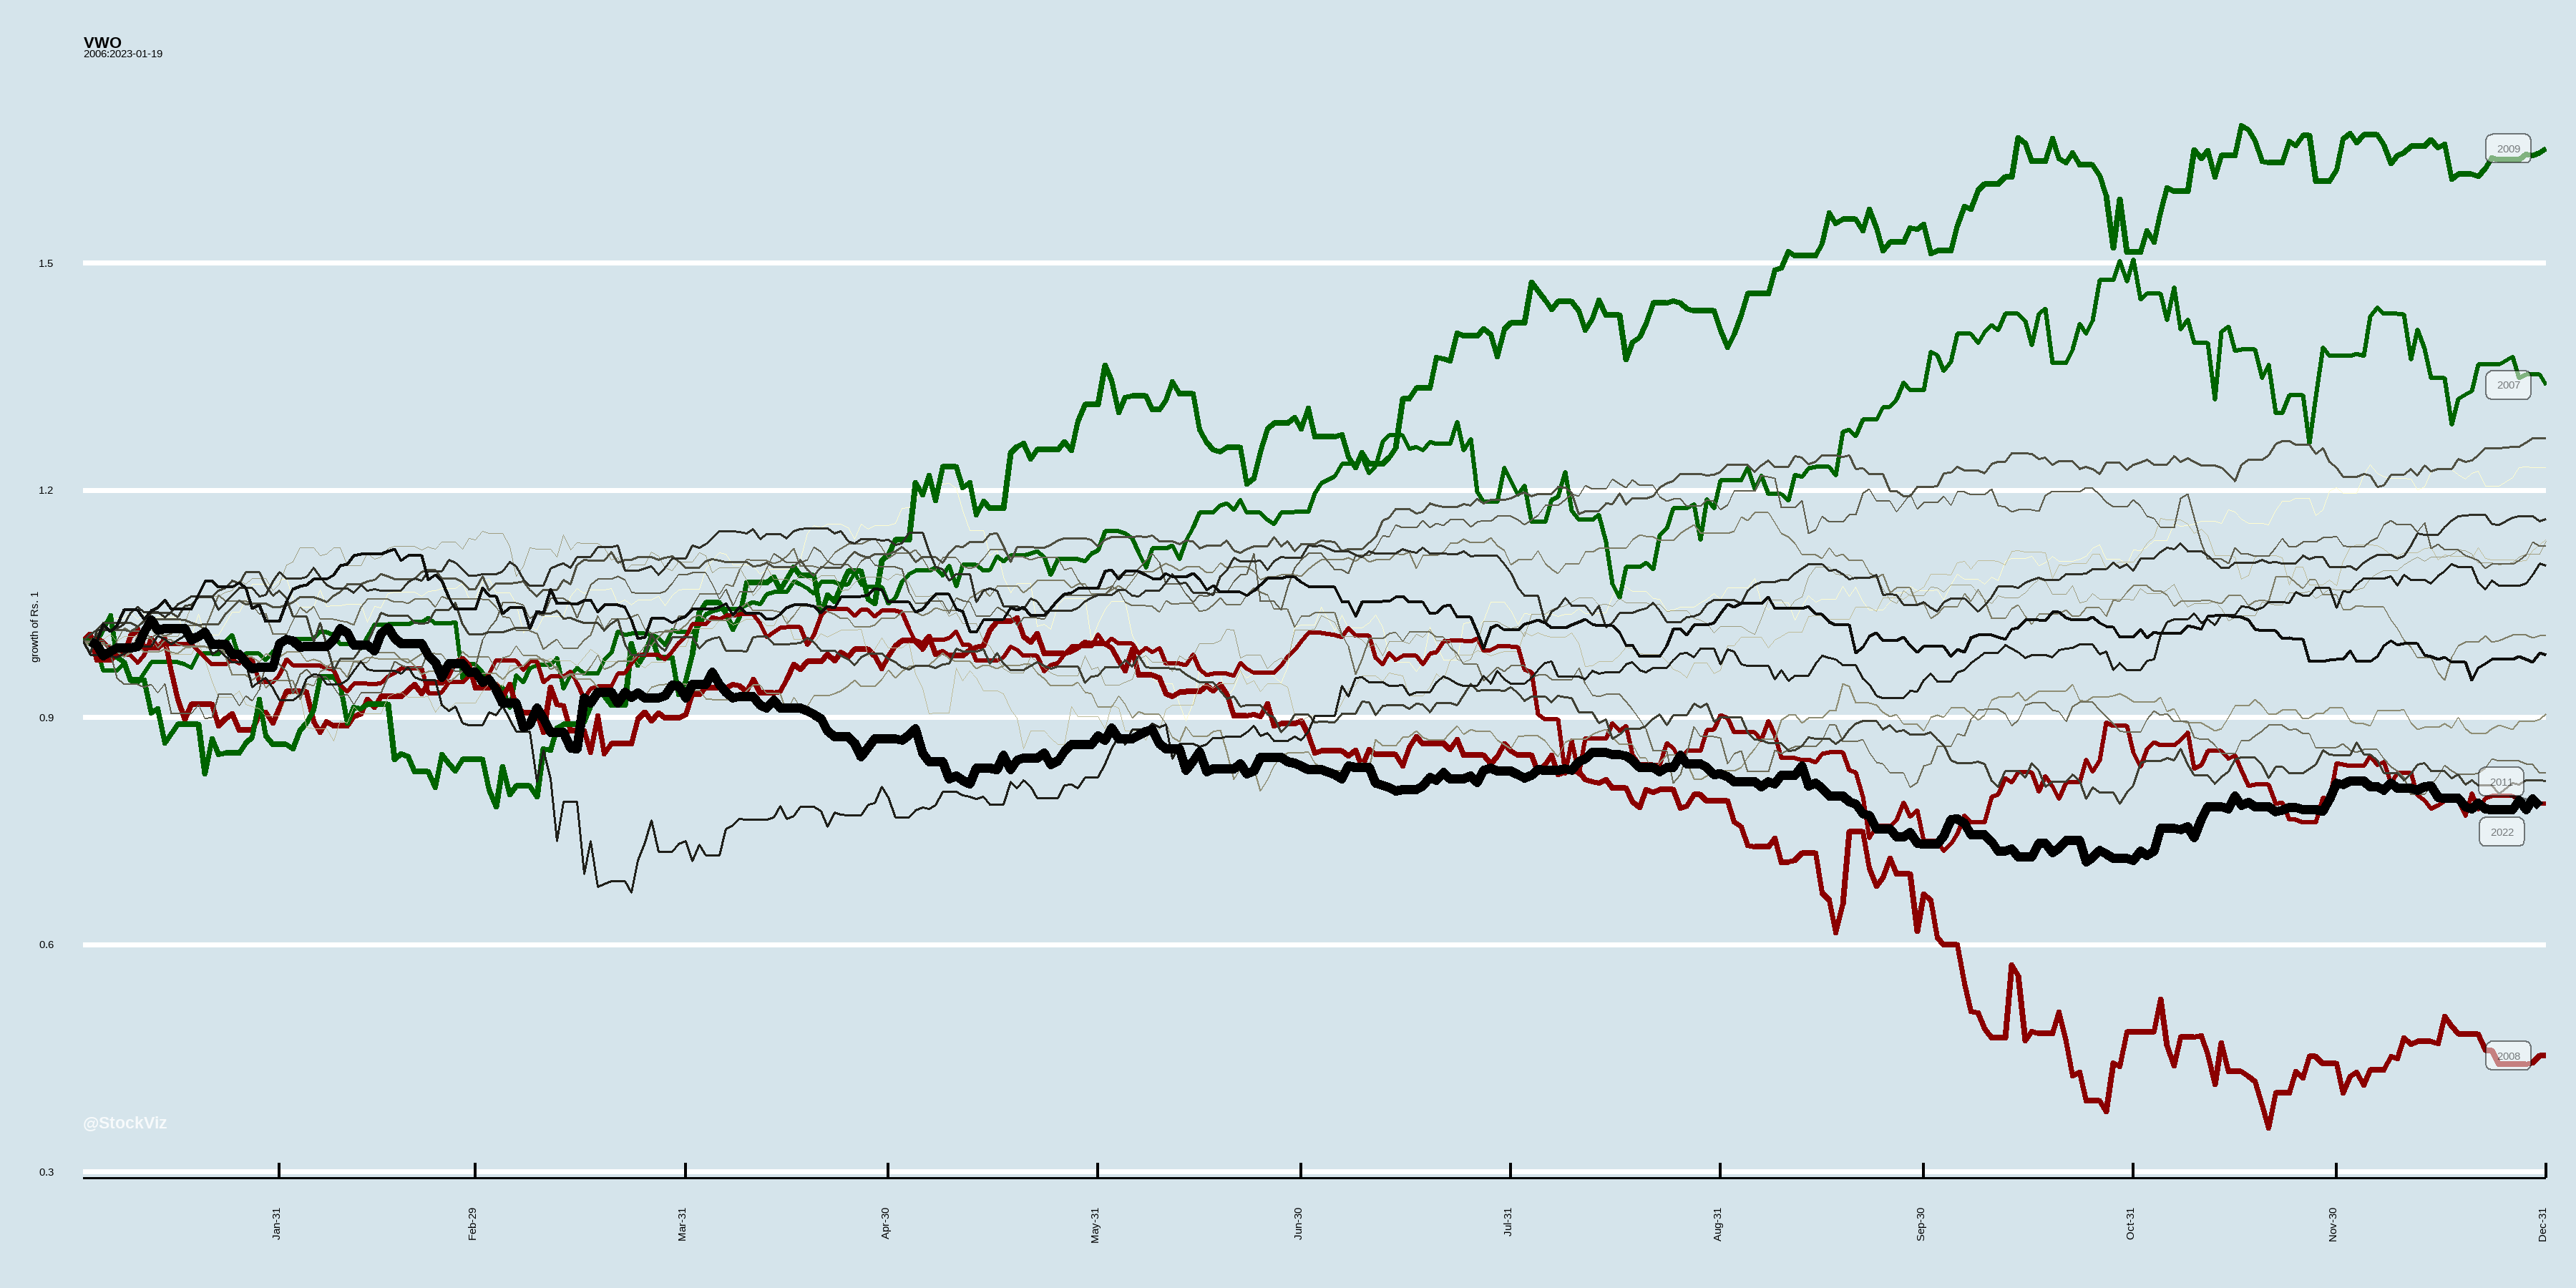 VWO
2006:2023-01-19
2009
1.5
2007
1.2
growth of Rs. 1
0.9
2011
2022
0.6
2008
@StockViz
0.3
Jan-31
Feb-29
Mar-31
Apr-30
May-31
Jun-30
Jul-31
Aug-31
Sep-30
Oct-31
Nov-30
Dec-31